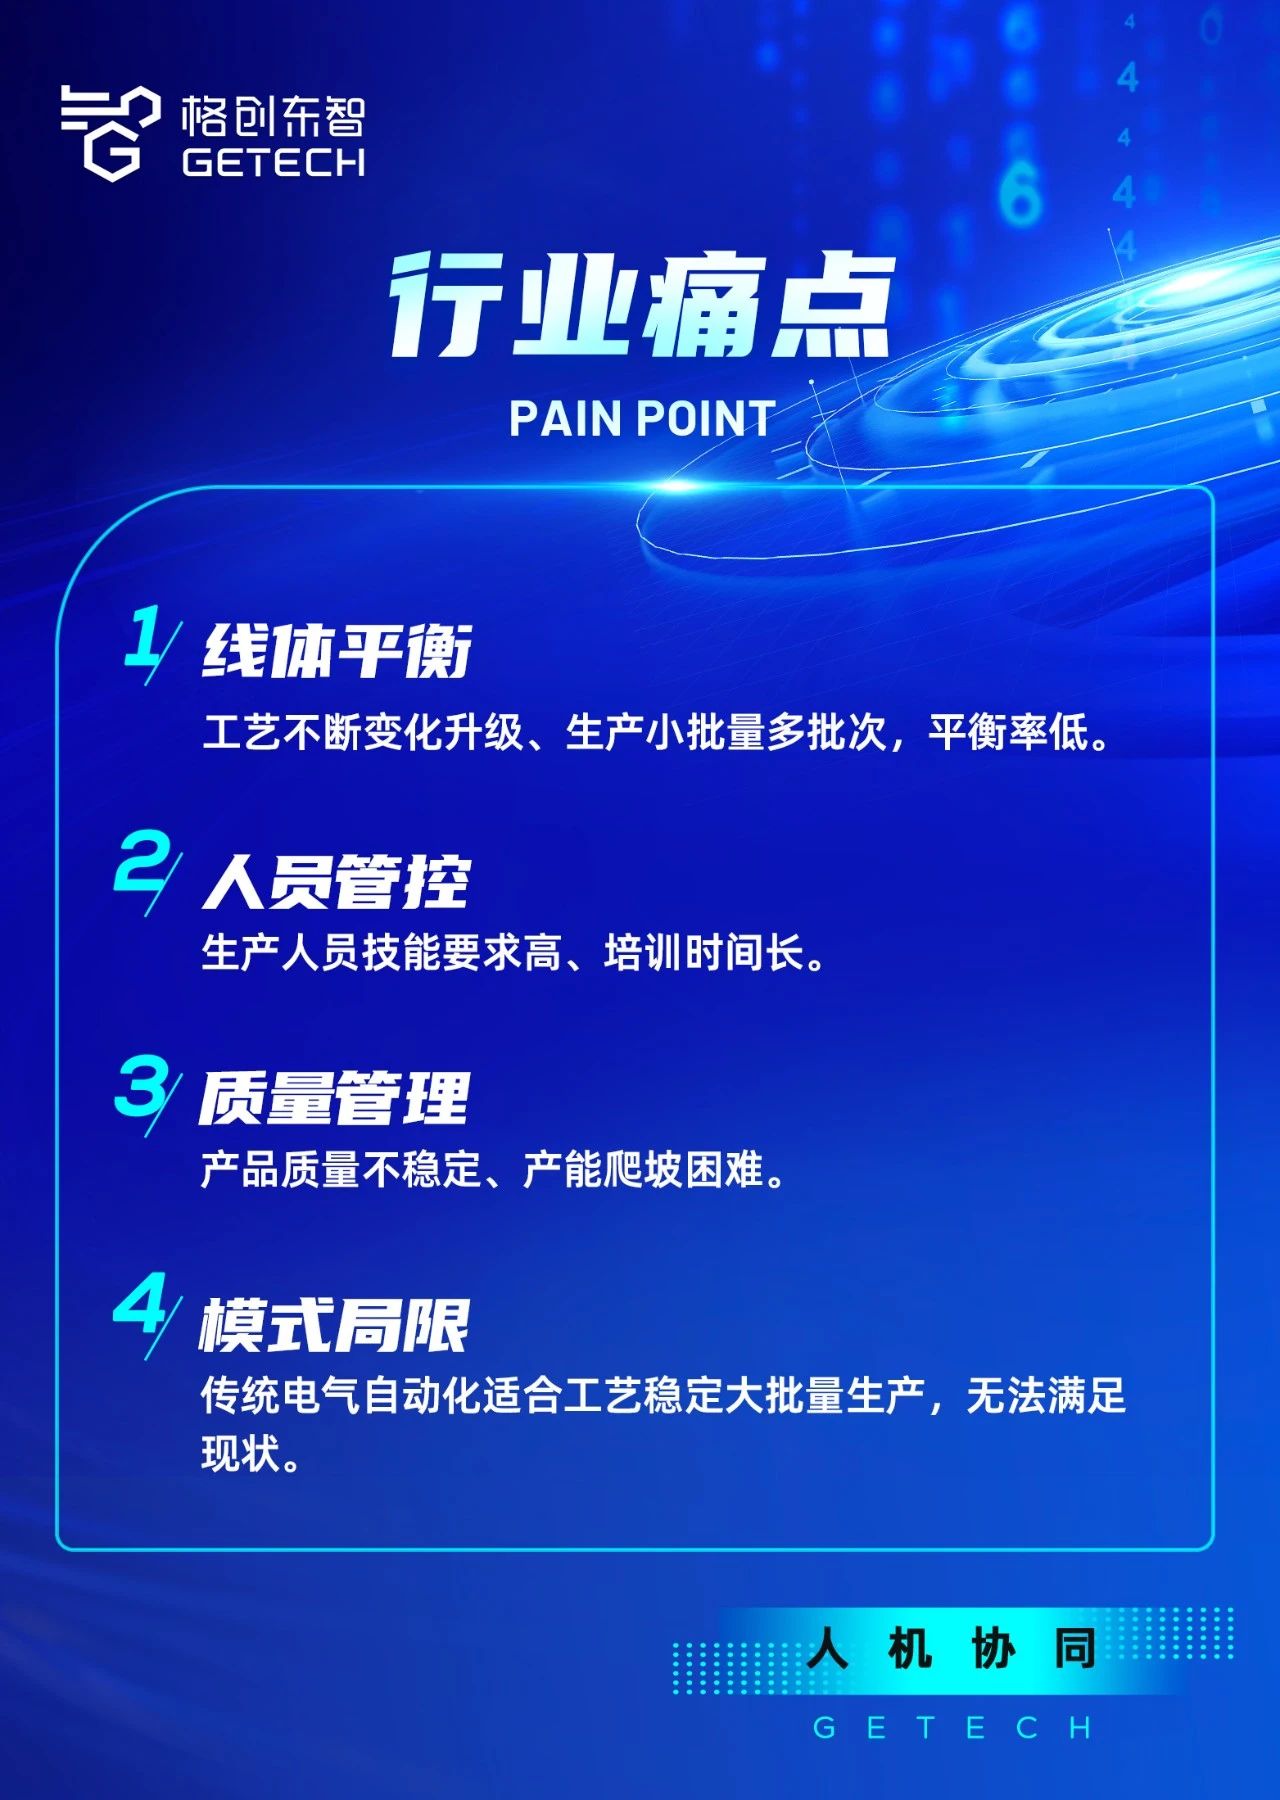 格创东智
GETECH
行业痛点
PAIN POINT
1 线体平衡
工艺不断变化升级、生产小批量多批次，平衡率低。
2 人员管控
生产人员技能要求高、培训时间长。
3 质量管理
产品质量不稳定、产能爬坡困难。
4 模式局限
传统电气自动化适合工艺稳定大批量生产，无法满足
现状。
人机协同
GETECH